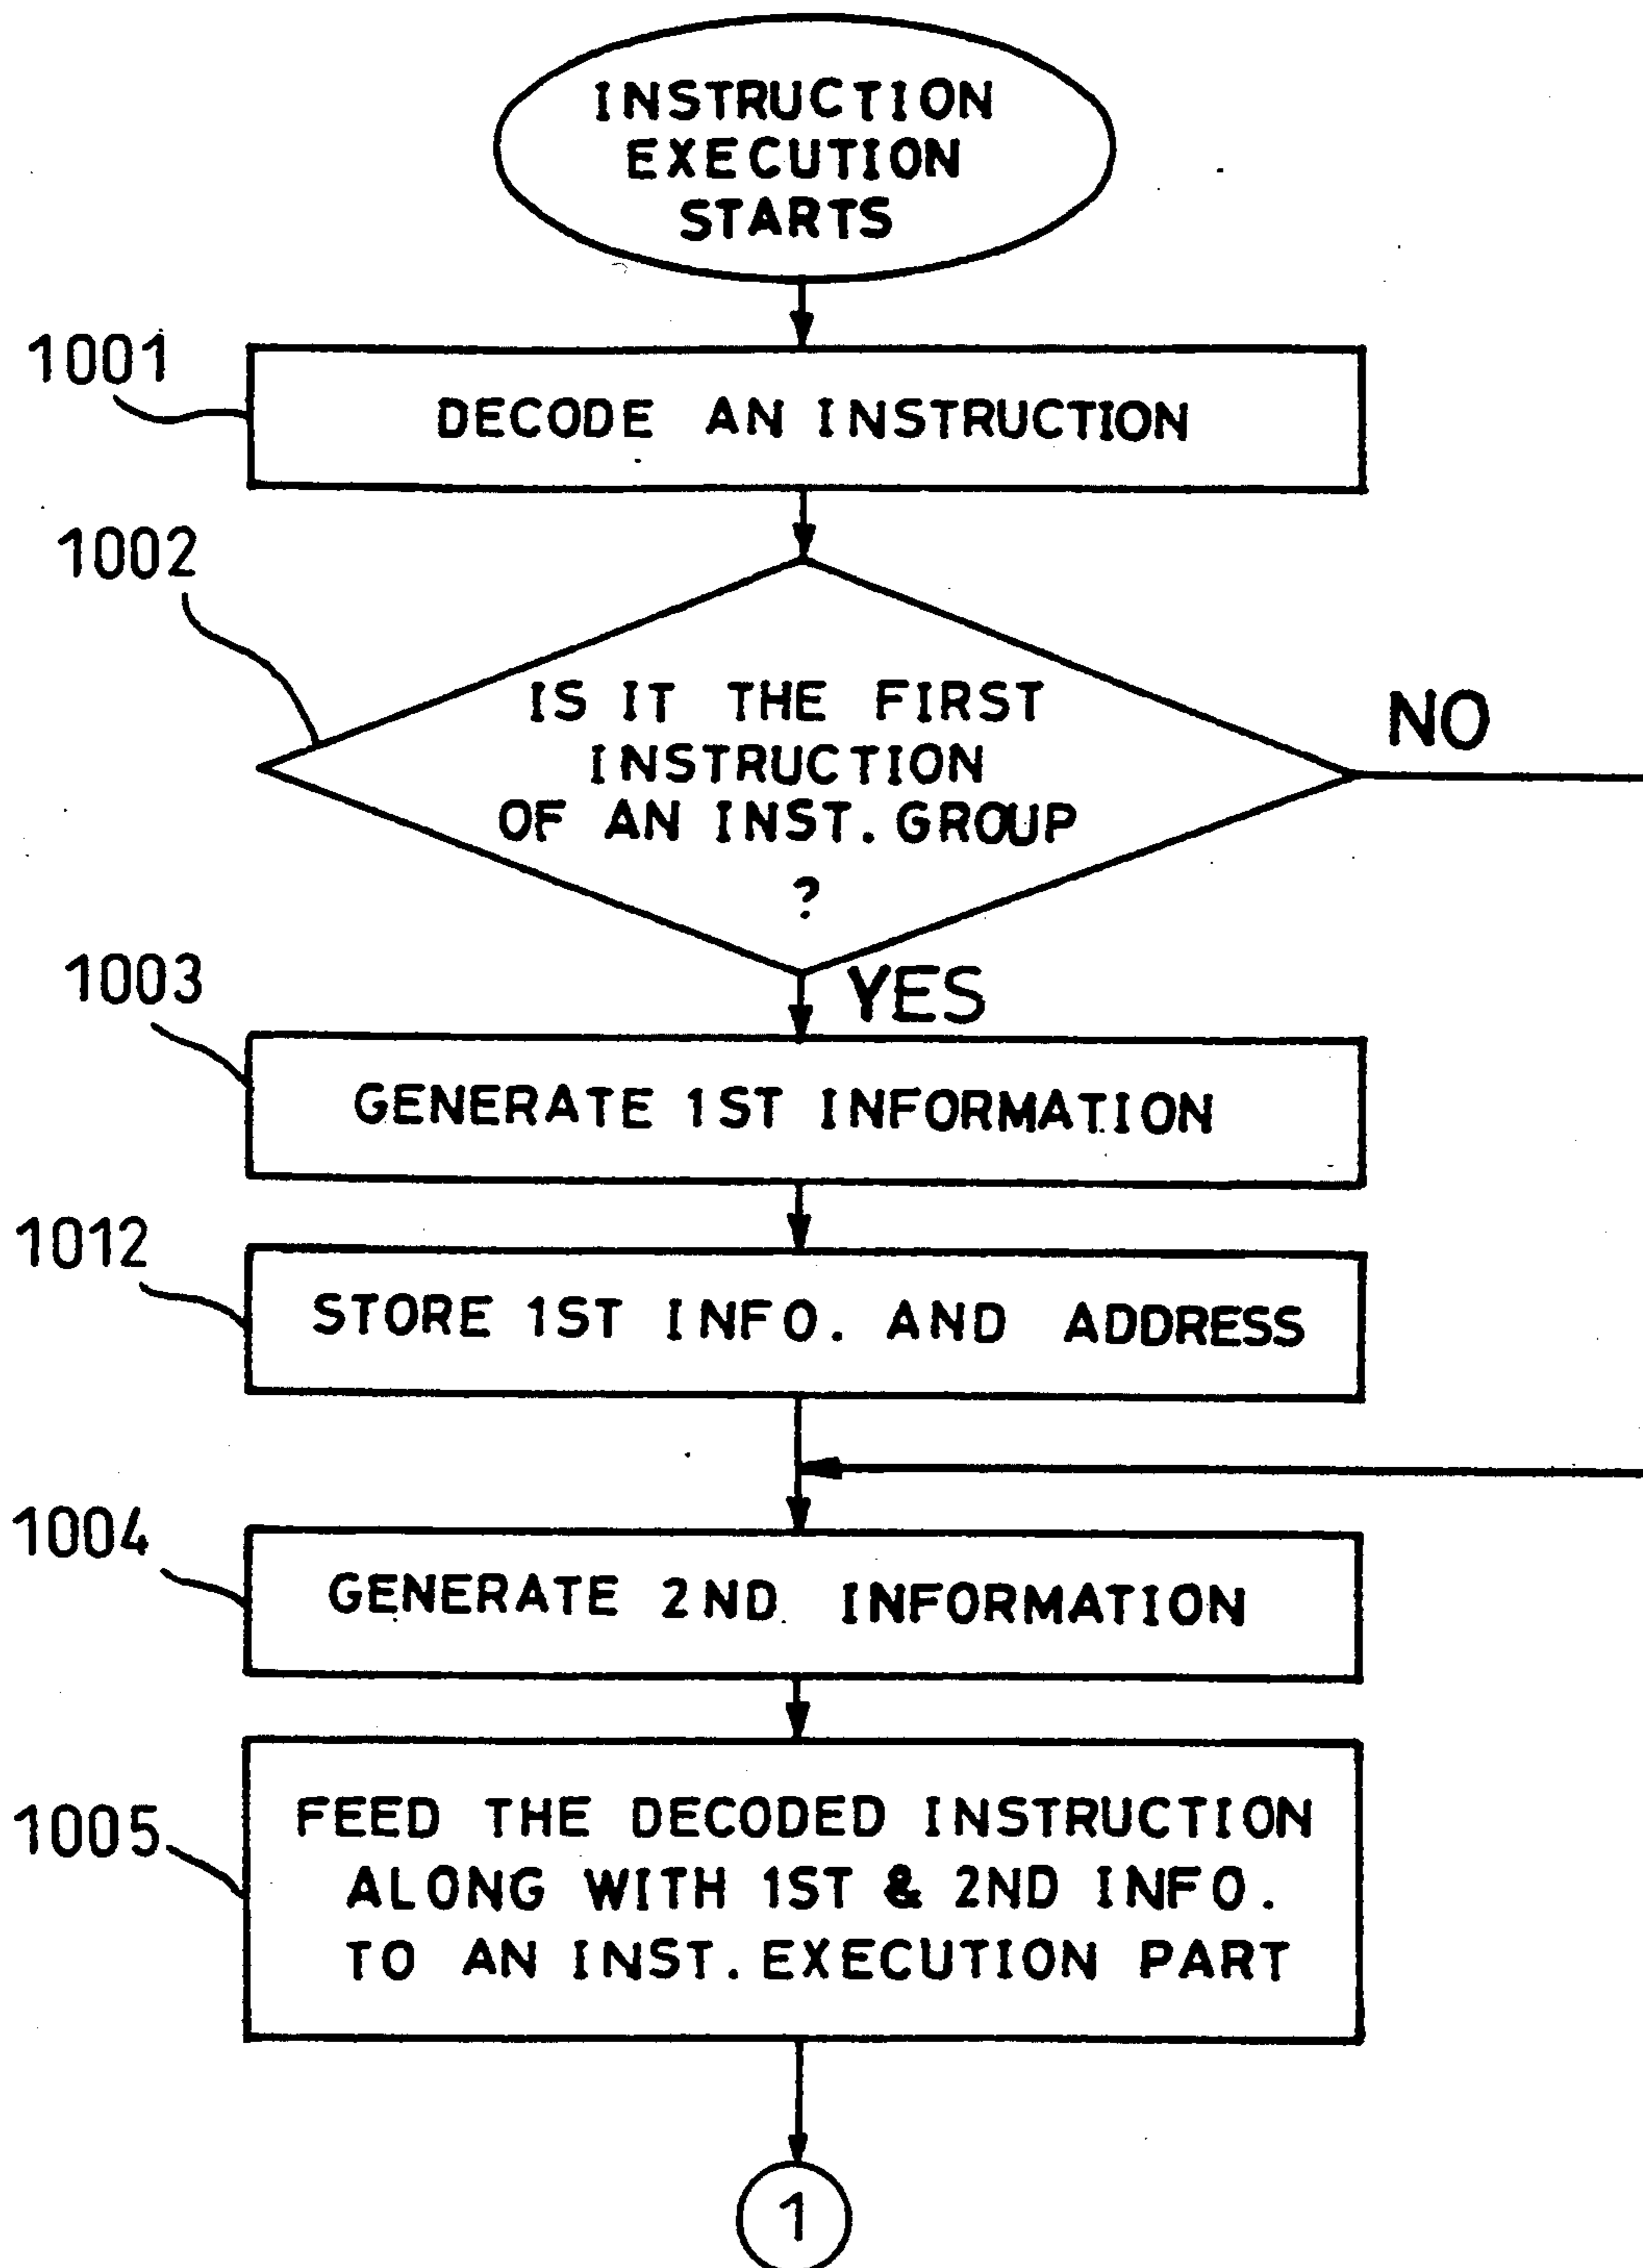 INSTRUCTION
EXECUTION
STARTS
1001
DECODE AN INSTRUCTION
1002
IS IT THE FIRST
INSTRUCTION
OF AN INST. GROUP
?
NO
YES
1003
GENERATE 1ST INFORMATION
1012
STORE 1ST INFO. AND ADDRESS
1004
GENERATE 2ND INFORMATION
1005
FEED THE DECODED INSTRUCTION
ALONG WITH 1ST & 2ND INFO.
TO AN INST. EXECUTION PART
1